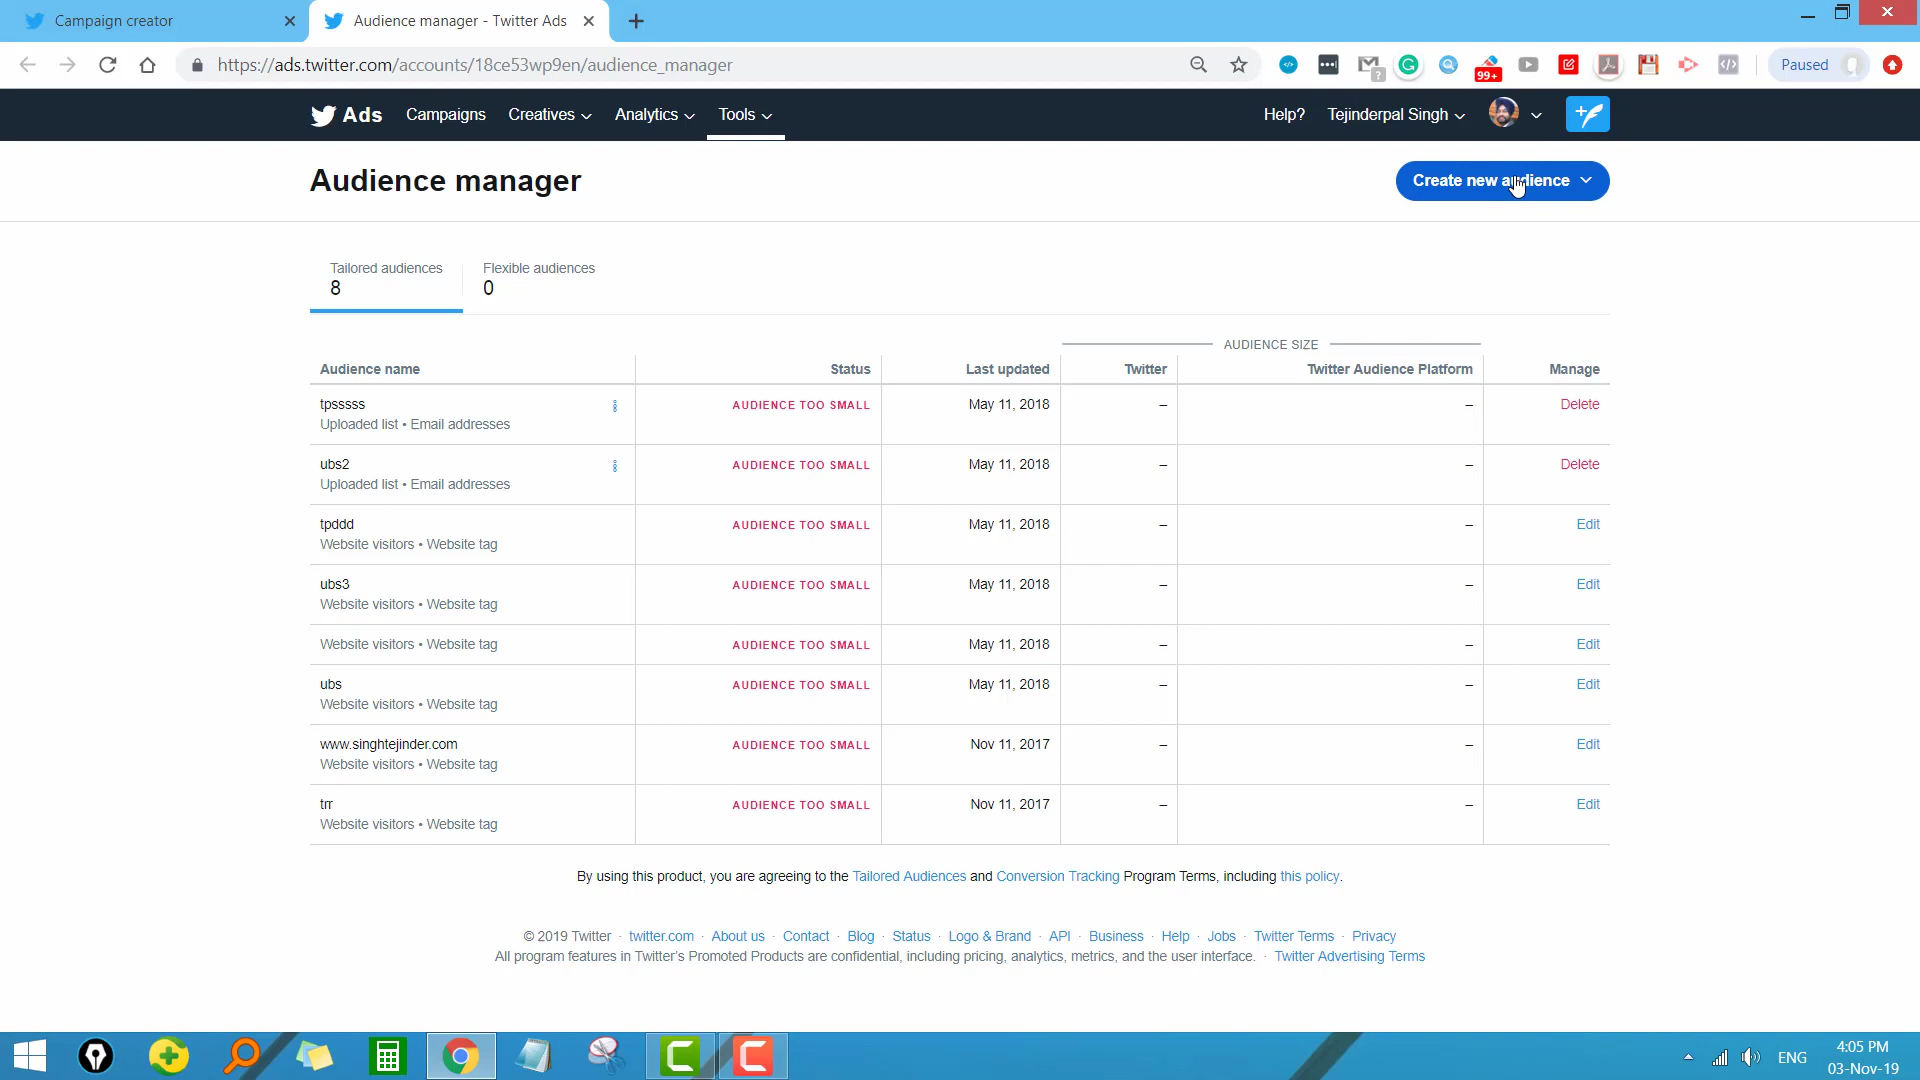 Campaign creator
Audience manager - Twitter Ads
https://ads.twitter.com/accounts/18ce53wp9en/audience_manager
?
99+
Paused
Ads
Campaigns
Creatives
Analytics
Tools
Help?
Tejinderpal Singh
Audience manager
Create new audience
Tailored audiences
8
Flexible audiences
0
AUDIENCE SIZE
Audience name
Status
Last updated
Twitter
Twitter Audience Platform
Manage
tpsssss
Uploaded list • Email addresses
AUDIENCE TOO SMALL
May 11, 2018
–
–
Delete
ubs2
Uploaded list • Email addresses
AUDIENCE TOO SMALL
May 11, 2018
–
–
Delete
tpddd
Website visitors • Website tag
AUDIENCE TOO SMALL
May 11, 2018
–
–
Edit
ubs3
Website visitors • Website tag
AUDIENCE TOO SMALL
May 11, 2018
–
–
Edit
Website visitors • Website tag
AUDIENCE TOO SMALL
May 11, 2018
–
–
Edit
ubs
Website visitors • Website tag
AUDIENCE TOO SMALL
May 11, 2018
–
–
Edit
www.singhtejinder.com
Website visitors • Website tag
AUDIENCE TOO SMALL
Nov 11, 2017
–
–
Edit
trr
Website visitors • Website tag
AUDIENCE TOO SMALL
Nov 11, 2017
–
–
Edit
By using this product, you are agreeing to the Tailored Audiences and Conversion Tracking Program Terms, including this policy.
© 2019 Twitter · twitter.com · About us · Contact · Blog · Status · Logo & Brand · API · Business · Help · Jobs · Twitter Terms · Privacy
All program features in Twitter's Promoted Products are confidential, including pricing, analytics, metrics, and the user interface. · Twitter Advertising Terms
ENG
4:05 PM
03-Nov-19